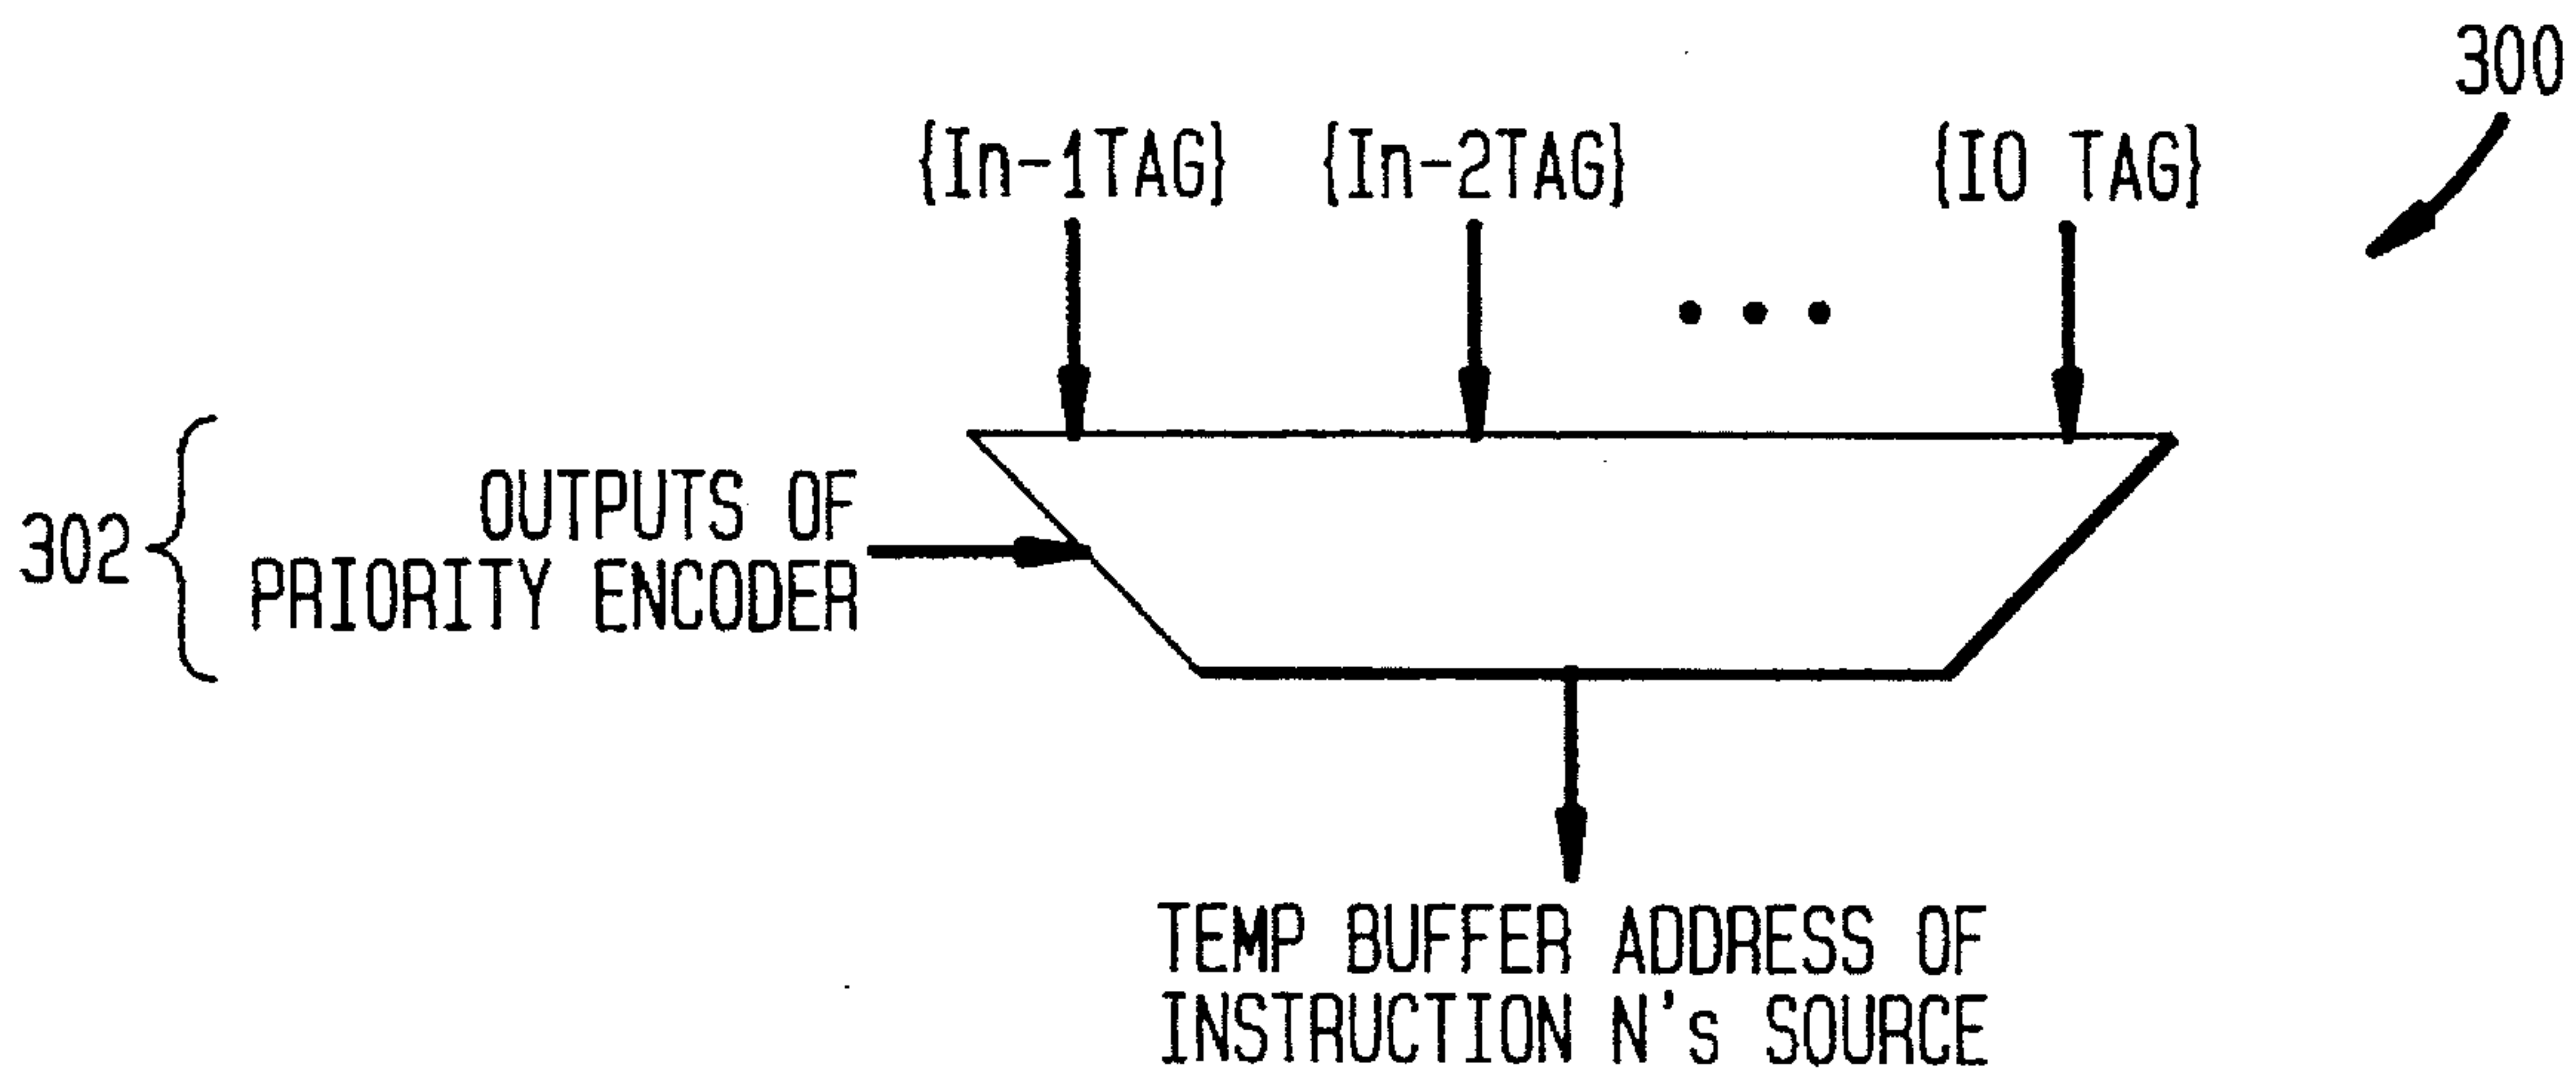 300
{In-1TAG} {In-2TAG} {I0 TAG}
302
OUTPUTS OF
PRIORITY ENCODER
TEMP BUFFER ADDRESS OF
INSTRUCTION N's SOURCE